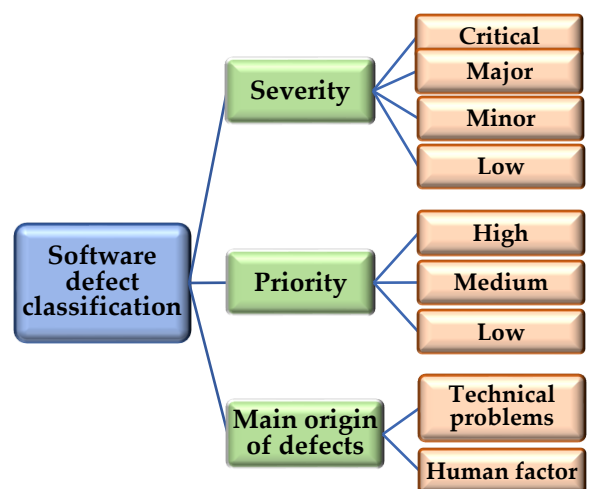 Software
defect
classification
Severity
Critical
Major
Minor
Low
Priority
High
Medium
Low
Main origin
of defects
Technical
problems
Human factor